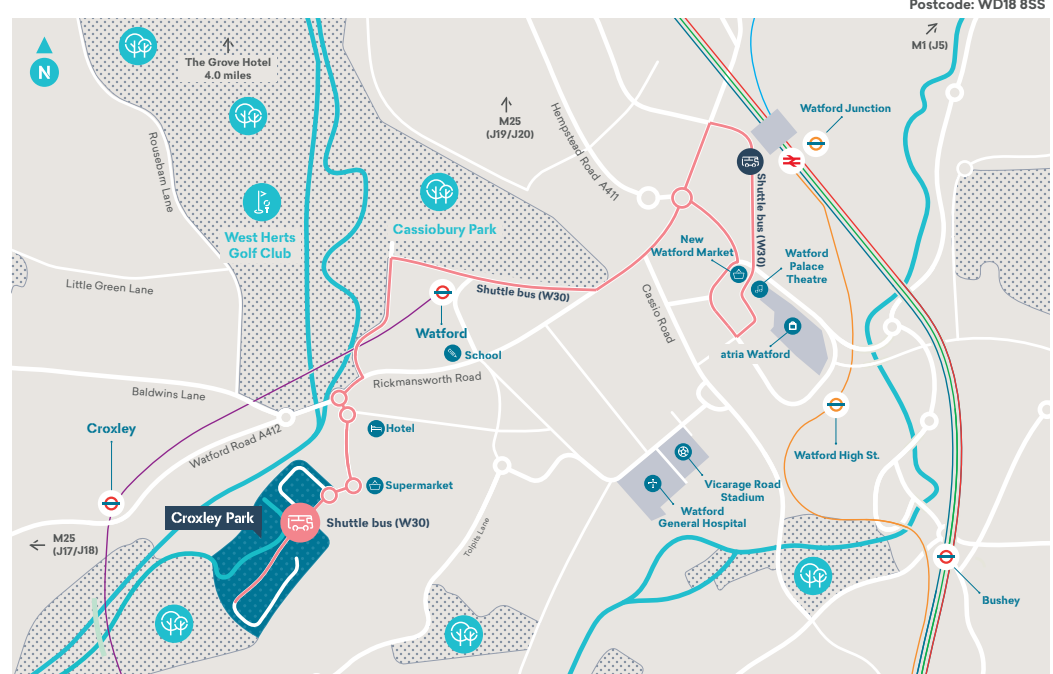 Postcode: WD18 8SS
M1 (J5)
N
The Grove Hotel
4.0 miles
M25
(J19/J20)
Hempstead Road A411
Watford Junction
Rousebarn Lane
West Herts
Golf Club
Cassiobury Park
Shuttle bus (W30)
New
Watford Market
Watford
Palace
Theatre
Little Green Lane
Shuttle bus (W30)
Cassio Road
Watford
School
atria Watford
Rickmansworth Road
Baldwins Lane
Croxley
Watford Road A412
Hotel
Watford High St.
Supermarket
Vicarage Road
Stadium
Watford
General Hospital
Croxley Park
Shuttle bus (W30)
Tolpits Lane
M25
(J17/J18)
Bushey